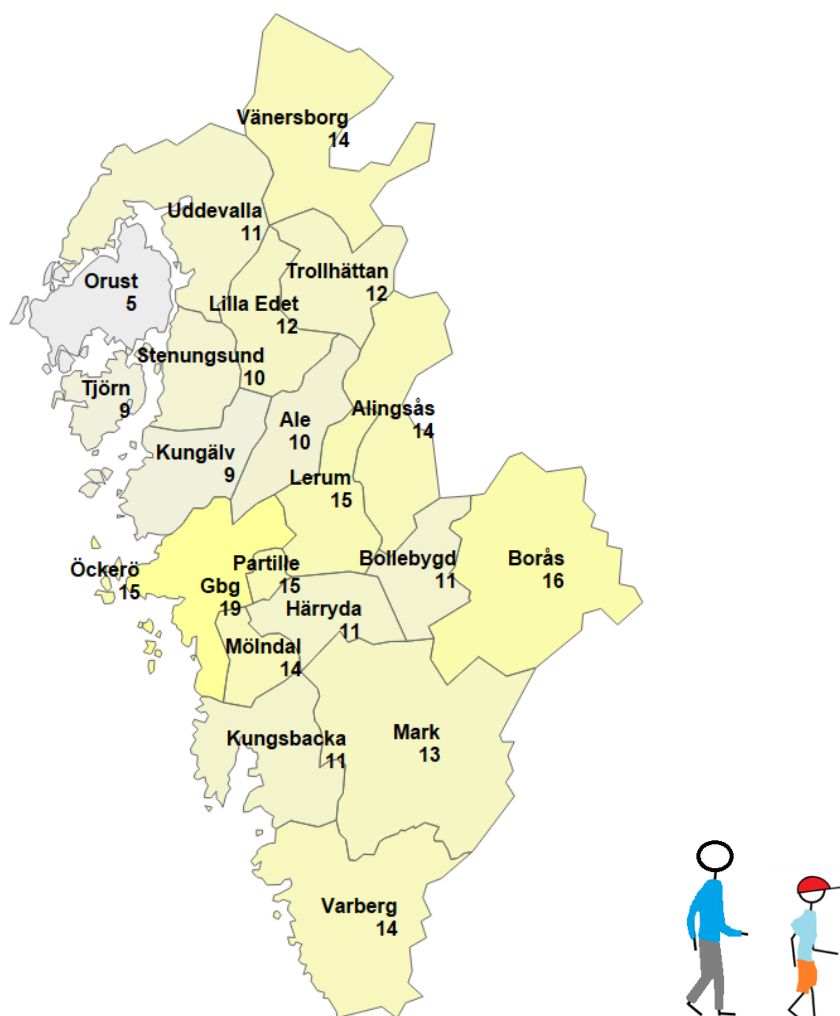 Vänersborg
14
Uddevalla
11
Trollhättan
12
Orust
5
Lilla Edet
12
Stenungsund
10
Tjörn
9
Alingsås
14
Ale
10
Kungälv
9
Lerum
15
Öckerö
15
Partille
15
Gbg
19
Bollebygd
11
Borås
16
Härryda
11
Mölndal
14
Kungsbacka
11
Mark
13
Varberg
14